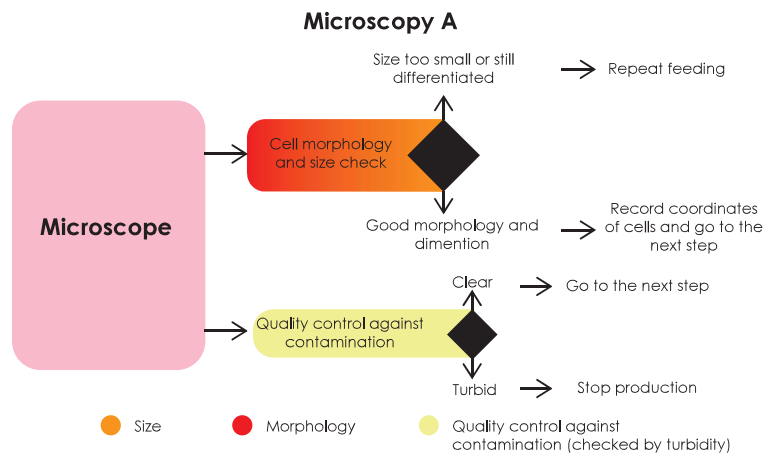 Microscopy A
Size too small or still
differentiated
Repeat feeding
Cell morphology
and size check
Microscope
Good morphology and
dimention
Record coordinates
of cells and go to the
next step
Clear
Go to the next step
Quality control against
contamination
Turbid
Stop production
Size
Morphology
Quality control against
contamination (checked by turbidity)